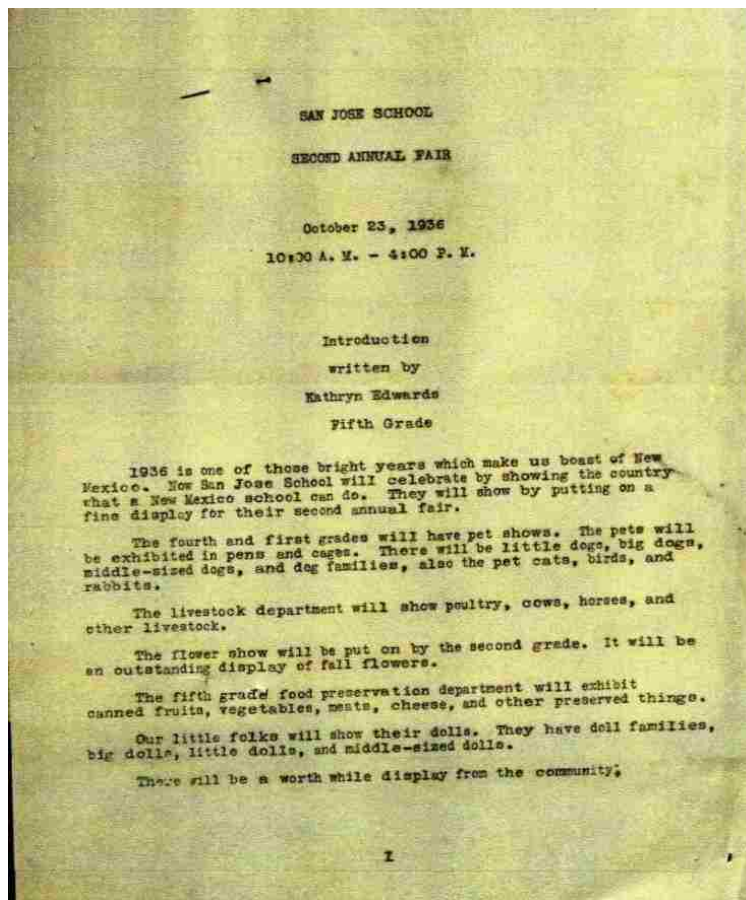 SAN JOSE SCHOOL
SECOND ANNUAL FAIR
October 23, 1936
10:00 A. M. - 4:00 P. M.
Introduction
written by
Kathryn Edwards
Fifth Grade
1936 is one of those bright years which make us boast of New
Mexico. Now San Jose School will celebrate by showing the country
what a New Mexico school can do. They will show by putting on a
fine display for their second annual fair.
The fourth and first grades will have pet shows. The pets will
be exhibited in pens and cages. There will be little dogs, big dogs,
middle-sized dogs, and dog families, also the pet cats, birds, and
rabbits.
The livestock department will show poultry, cows, horses, and
other livestock.
The flower show will be put on by the second grade. It will be
an outstanding display of fall flowers.
The fifth grade food preservation department will exhibit
canned fruits, vegetables, meats, cheese, and other preserved things.
Our little folks will show their dolls. They have doll families,
big dolls, little dolls, and middle-sized dolls.
There will be a worth while display from the community.
I